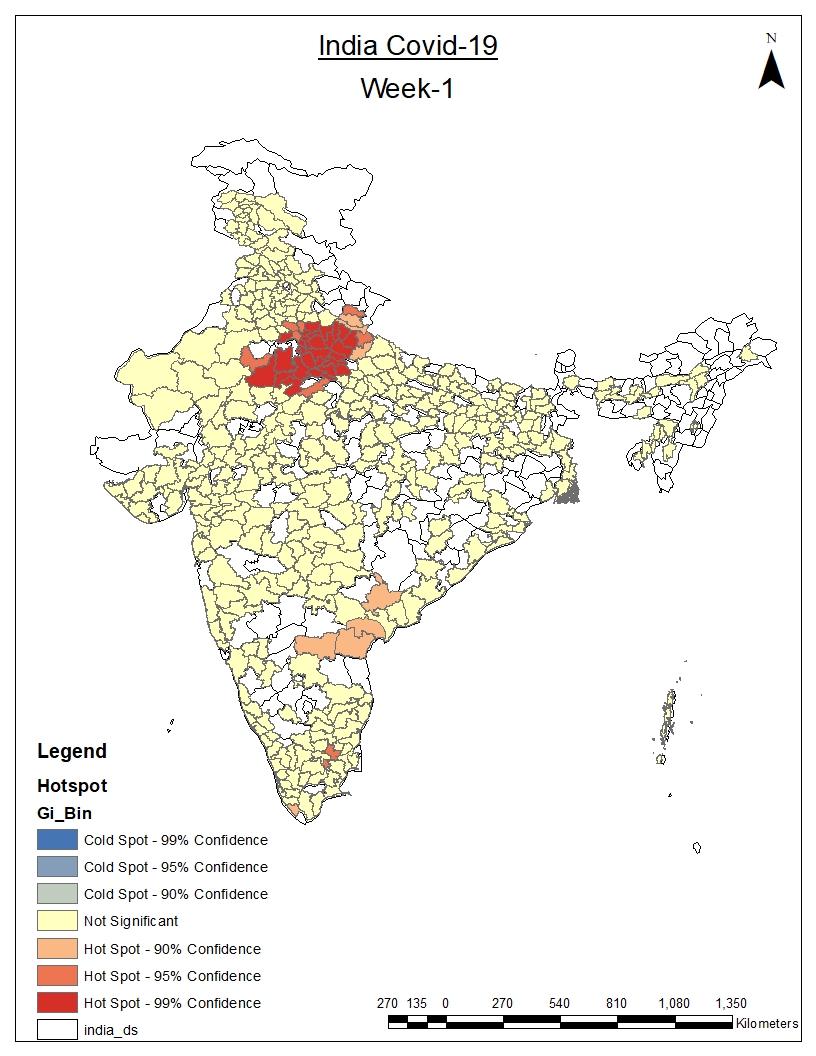 India Covid-19
N
Week-1
Legend
Hotspot
Gi_Bin
Cold Spot - 99% Confidence
Cold Spot - 95% Confidence
Cold Spot - 90% Confidence
Not Significant
Hot Spot - 90% Confidence
Hot Spot - 95% Confidence
Hot Spot - 99% Confidence
india_ds
270 135 0 270 540 810 1,080 1,350
Kilometers